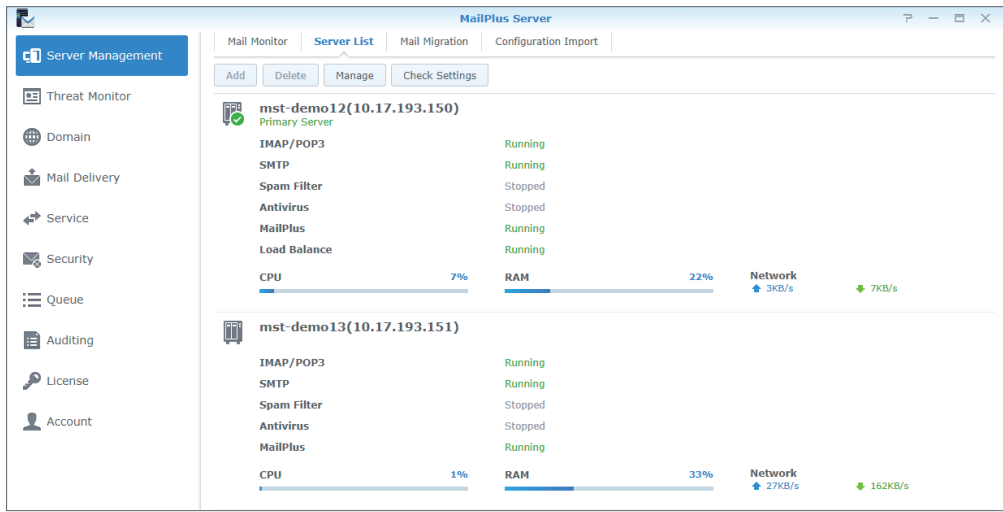 MailPlus Server
Server Management
Threat Monitor
Domain
Mail Delivery
Service
Security
Queue
Auditing
License
Account
Mail Monitor Server List Mail Migration Configuration Import
Add Delete Manage Check Settings
mst-demo12(10.17.193.150)
Primary Server
IMAP/POP3 Running
SMTP Running
Spam Filter Stopped
Antivirus Stopped
MailPlus Running
Load Balance Running
CPU 7% RAM 22% Network
3KB/s 7KB/s
mst-demo13(10.17.193.151)
IMAP/POP3 Running
SMTP Running
Spam Filter Stopped
Antivirus Stopped
MailPlus Running
CPU 1% RAM 33% Network
27KB/s 162KB/s